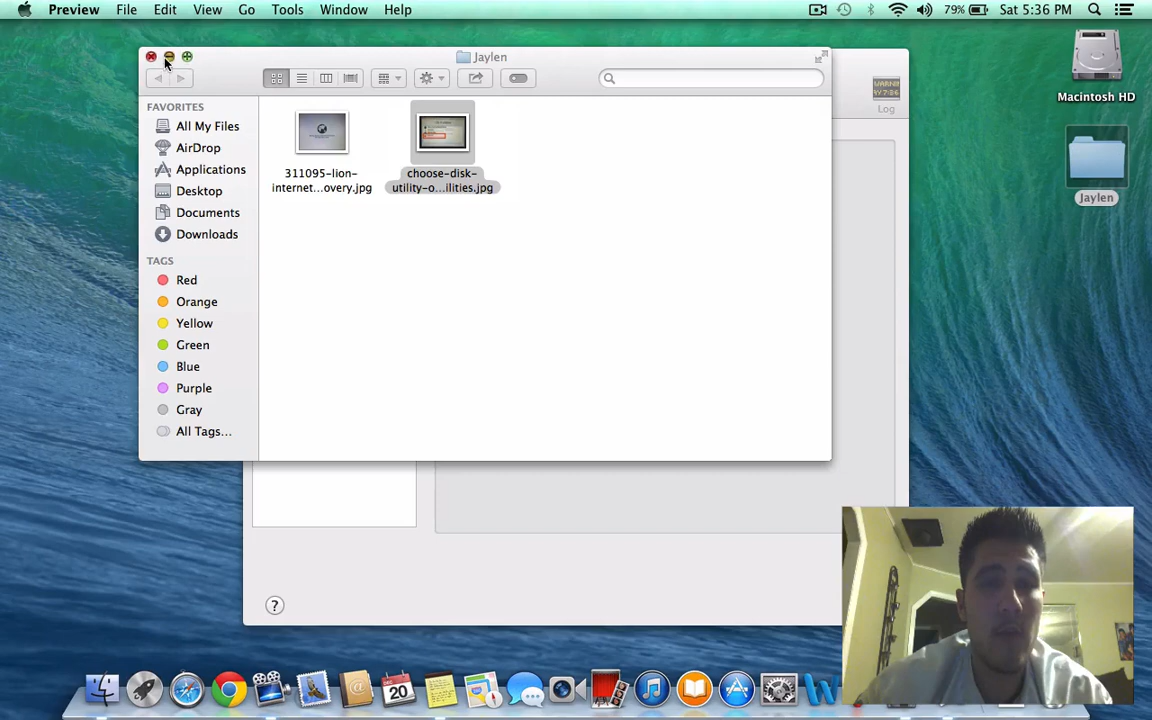 Preview File Edit View Go Tools Window Help 79% Sat 5:36 PM
Jaylen
FAVORITES
All My Files
AirDrop
Applications
Desktop
Documents
Downloads
TAGS
Red
Orange
Yellow
Green
Blue
Purple
Gray
All Tags...
311095-lion-
internet...overy.jpg
choose-disk-
utility-o...ilities.jpg
Log
Macintosh HD
Jaylen
?
DEC
20